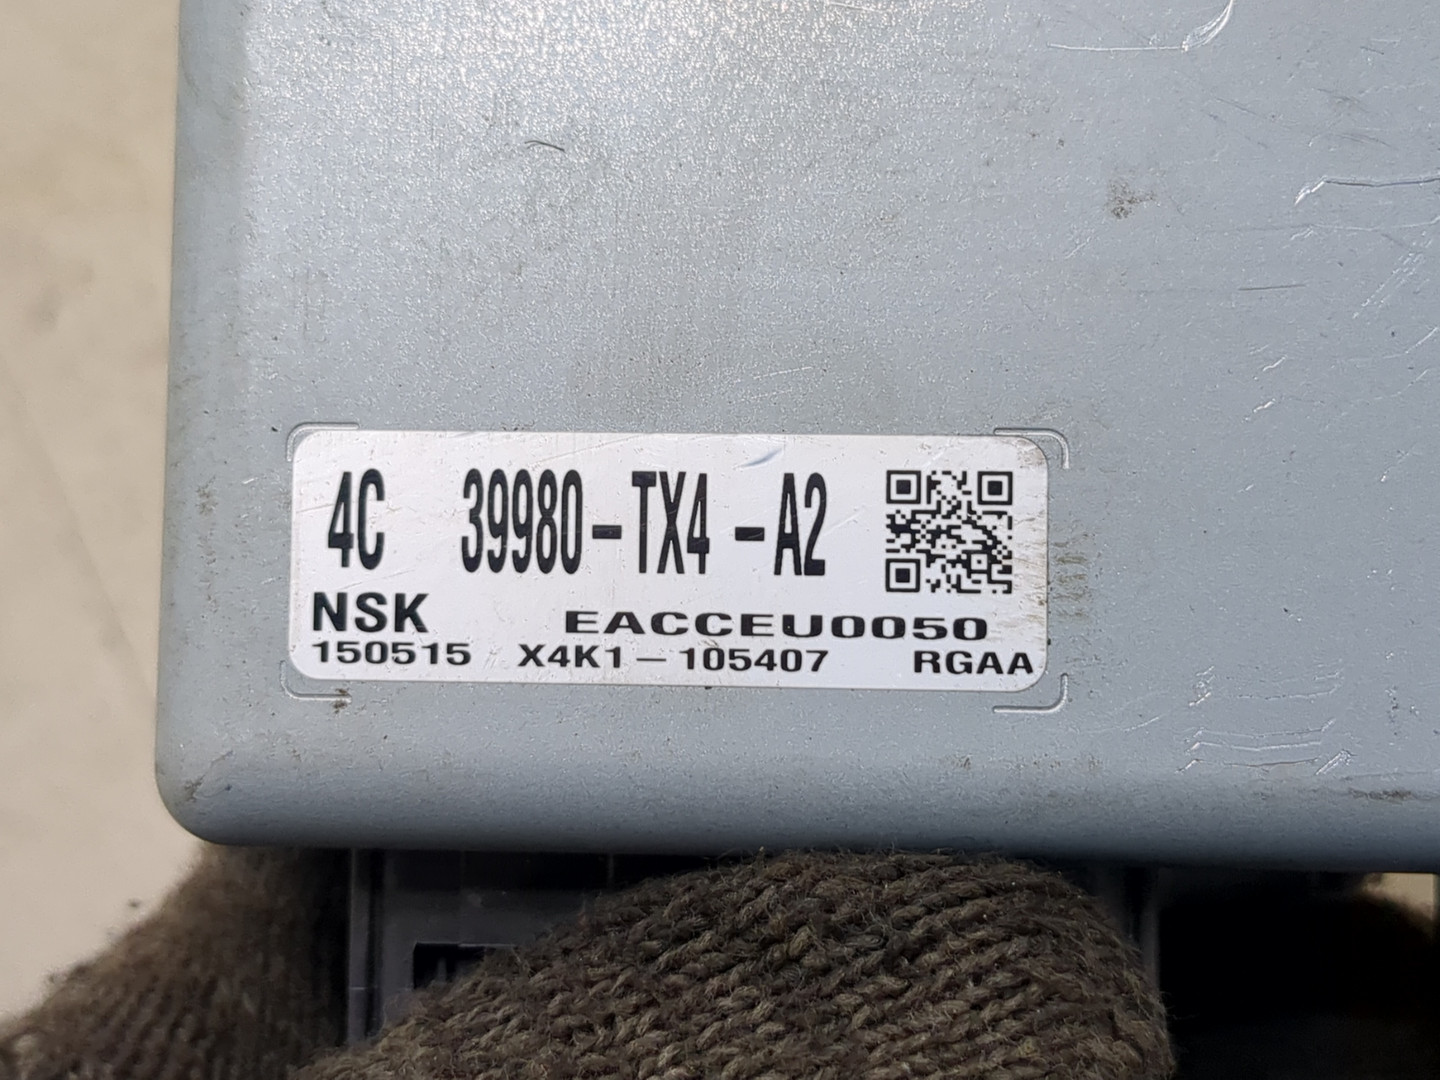 4C 39980-TX4-A2
NSK EACCEU0050
150515 X4K1-105407 RGAA